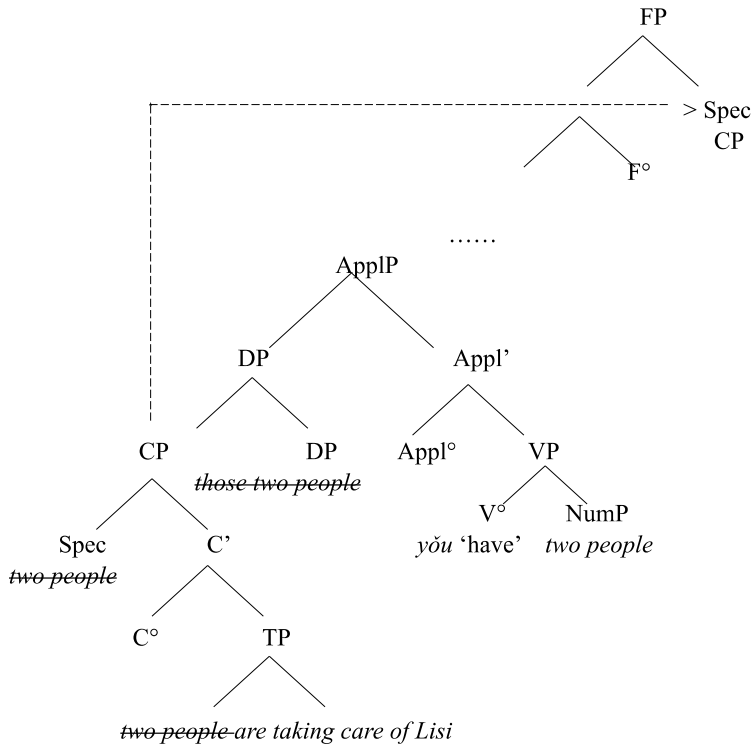 FP
> Spec
CP
F°
……
ApplP
DP Appl’
CP DP Appl° VP
those two people
V° NumP
Spec C’ yǒu ‘have’ two people
two people
C° TP
two people are taking care of Lisi